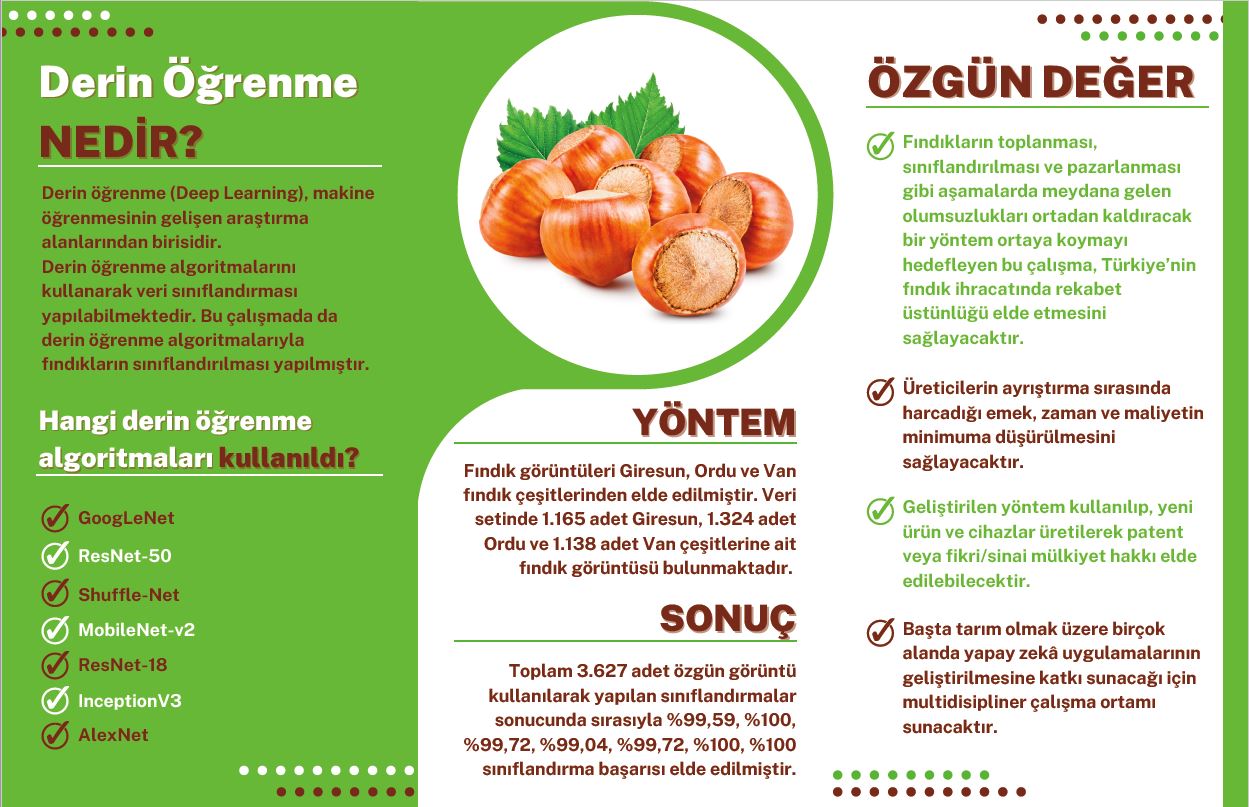 Derin Öğrenme
NEDİR?
Derin öğrenme (Deep Learning), makine
öğrenmesinin gelişen araştırma
alanlarından birisidir.
Derin öğrenme algoritmalarını
kullanarak veri sınıflandırması
yapılabilmektedir. Bu çalışmada da
derin öğrenme algoritmalarıyla
fındıkların sınıflandırılması yapılmıştır.
Hangi derin öğrenme
algoritmaları kullanıldı?
GoogLeNet
ResNet-50
Shuffle-Net
MobileNet-v2
ResNet-18
InceptionV3
AlexNet
YÖNTEM
Fındık görüntüleri Giresun, Ordu ve Van
fındık çeşitlerinden elde edilmiştir. Veri
setinde 1.165 adet Giresun, 1.324 adet
Ordu ve 1.138 adet Van çeşitlerine ait
fındık görüntüsü bulunmaktadır.
SONUÇ
Toplam 3.627 adet özgün görüntü
kullanılarak yapılan sınıflandırmalar
sonucunda sırasıyla %99,59, %100,
%99,72, %99,04, %99,72, %100, %100
sınıflandırma başarısı elde edilmiştir.
ÖZGÜN DEĞER
Fındıkların toplanması,
sınıflandırılması ve pazarlanması
gibi aşamalarda meydana gelen
olumsuzlukları ortadan kaldıracak
bir yöntem ortaya koymayı
hedefleyen bu çalışma, Türkiye'nin
fındık ihracatında rekabet
üstünlüğü elde etmesini
sağlayacaktır.
Üreticilerin ayrıştırma sırasında
harcadığı emek, zaman ve maliyetin
minimuma düşürülmesini
sağlayacaktır.
Geliştirilen yöntem kullanılıp, yeni
ürün ve cihazlar üretilerek patent
veya fikri/sinai mülkiyet hakkı elde
edilebilecektir.
Başta tarım olmak üzere birçok
alanda yapay zekâ uygulamalarının
geliştirilmesine katkı sunacağı için
multidisipliner çalışma ortamı
sunacaktır.